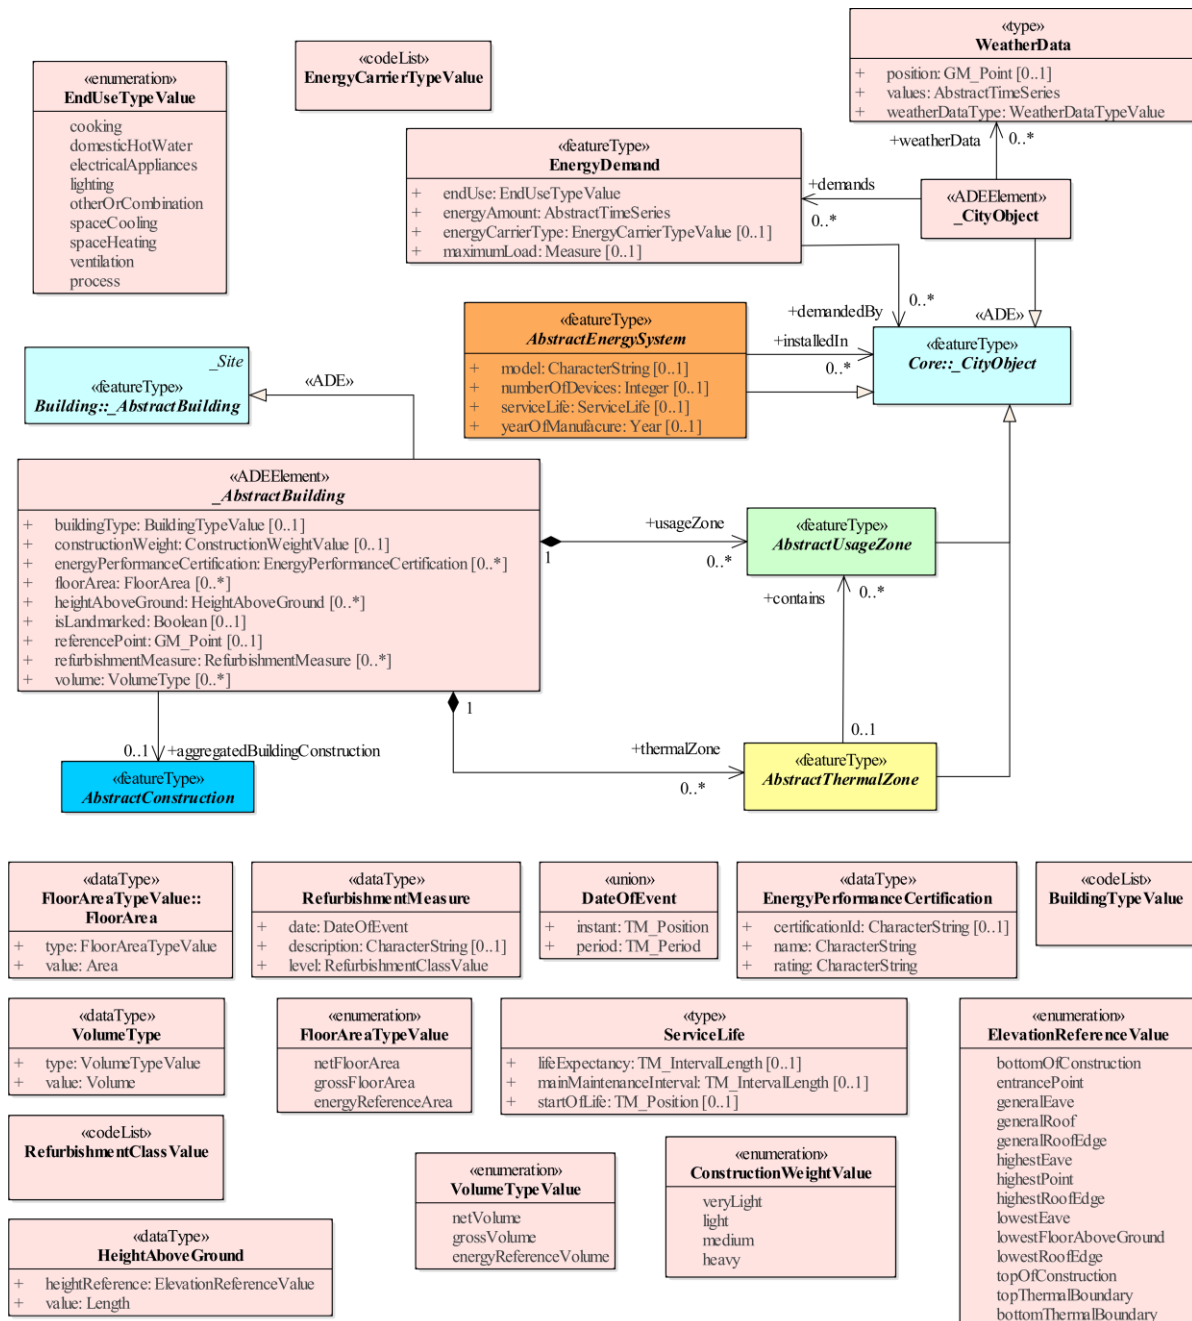 «type»
WeatherData
+ position: GM_Point [0..1]
+ values: AbstractTimeSeries
+ weatherDataType: WeatherDataTypeValue
«codeList»
EnergyCarrierTypeValue
«enumeration»
EndUseTypeValue
cooking
domesticHotWater
electricalAppliances
lighting
otherOrCombination
spaceCooling
spaceHeating
ventilation
process
+weatherData
0..*
«featureType»
EnergyDemand
+ endUse: EndUseTypeValue
+ energyAmount: AbstractTimeSeries
+ energyCarrierType: EnergyCarrierTypeValue [0..1]
+ maximumLoad: Measure [0..1]
+demands
0..*
«ADEElement»
_CityObject
0..*
+demandedBy
«ADE»
+installedIn
0..*
«featureType»
AbstractEnergySystem
+ model: CharacterString [0..1]
+ numberOfDevices: Integer [0..1]
+ serviceLife: ServiceLife [0..1]
+ yearOfManufacure: Year [0..1]
«featureType»
Core::_CityObject
_Site
«featureType»
Building::_AbstractBuilding
«ADE»
«ADEElement»
_AbstractBuilding
+ buildingType: BuildingTypeValue [0..1]
+ constructionWeight: ConstructionWeightValue [0..1]
+ energyPerformanceCertification: EnergyPerformanceCertification [0..*]
+ floorArea: FloorArea [0..*]
+ heightAboveGround: HeightAboveGround [0..*]
+ isLandmarked: Boolean [0..1]
+ referencePoint: GM_Point [0..1]
+ refurbishmentMeasure: RefurbishmentMeasure [0..*]
+ volume: VolumeType [0..*]
+usageZone
1
0..*
«featureType»
AbstractUsageZone
+contains
0..*
1
0..1
+thermalZone
0..*
0..1
+aggregatedBuildingConstruction
«featureType»
AbstractConstruction
«featureType»
AbstractThermalZone
«dataType»
FloorAreaTypeValue::
FloorArea
+ type: FloorAreaTypeValue
+ value: Area
«dataType»
RefurbishmentMeasure
+ date: DateOfEvent
+ description: CharacterString [0..1]
+ level: RefurbishmentClassValue
«union»
DateOfEvent
+ instant: TM_Position
+ period: TM_Period
«dataType»
EnergyPerformanceCertification
+ certificationId: CharacterString [0..1]
+ name: CharacterString
+ rating: CharacterString
«codeList»
BuildingTypeValue
«dataType»
VolumeType
+ type: VolumeTypeValue
+ value: Volume
«enumeration»
FloorAreaTypeValue
netFloorArea
grossFloorArea
energyReferenceArea
«type»
ServiceLife
+ lifeExpectancy: TM_IntervalLength [0..1]
+ mainMaintenanceInterval: TM_IntervalLength [0..1]
+ startOfLife: TM_Position [0..1]
«enumeration»
ElevationReferenceValue
bottomOfConstruction
entrancePoint
generalEave
generalRoof
generalRoofEdge
highestEave
highestPoint
highestRoofEdge
lowestEave
lowestFloorAboveGround
lowestRoofEdge
topOfConstruction
topThermalBoundary
bottomThermalBoundary
«codeList»
RefurbishmentClassValue
«enumeration»
VolumeTypeValue
netVolume
grossVolume
energyReferenceVolume
«enumeration»
ConstructionWeightValue
veryLight
light
medium
heavy
«dataType»
HeightAboveGround
+ heightReference: ElevationReferenceValue
+ value: Length